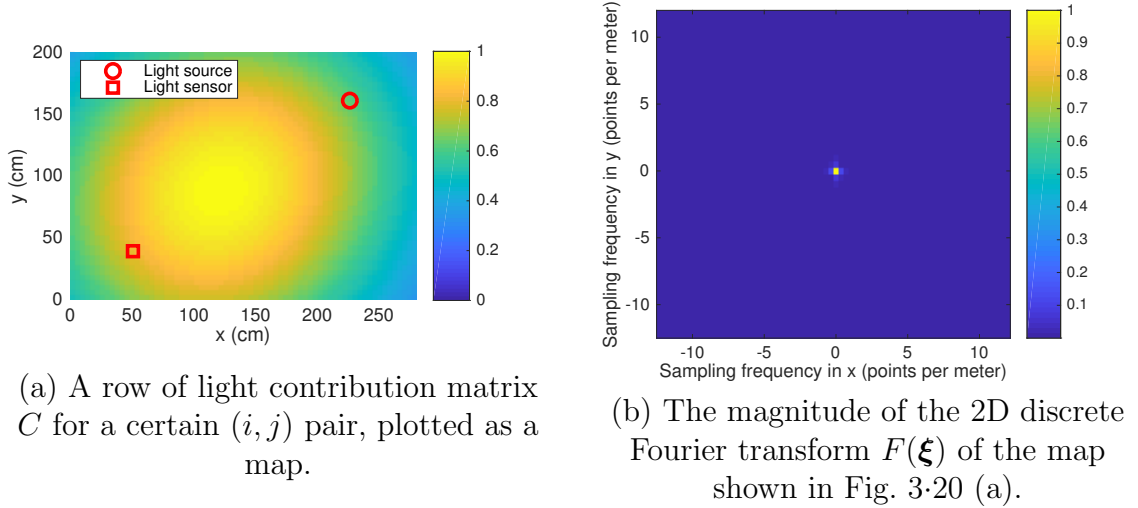 200
150
100
50
0
y (cm)
Light source
Light sensor
0 50 100 150 200 250
x (cm)
1
0.8
0.6
0.4
0.2
0
(a) A row of light contribution matrix
C for a certain (i, j) pair, plotted as a
map.
10
5
0
-5
-10
Sampling frequency in y (points per meter)
-10 -5 0 5 10
Sampling frequency in x (points per meter)
1
0.9
0.8
0.7
0.6
0.5
0.4
0.3
0.2
0.1
(b) The magnitude of the 2D discrete
Fourier transform F(ξ) of the map
shown in Fig. 3·20 (a).